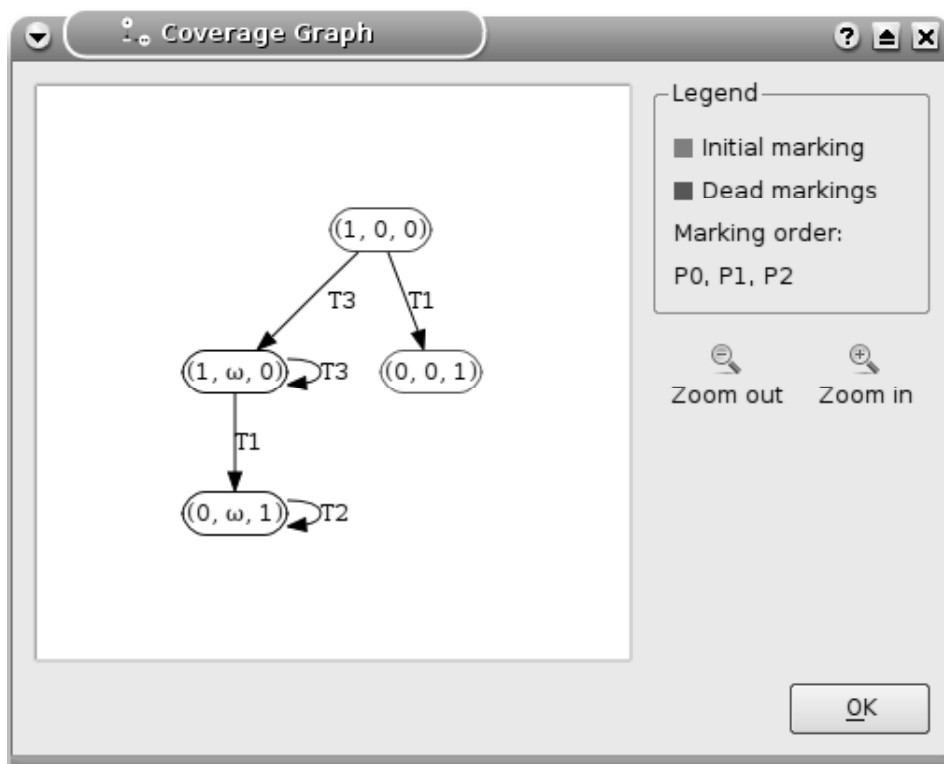 Coverage Graph
?
Legend
Initial marking
Dead markings
Marking order:
P0, P1, P2
(1, 0, 0)
T3
T1
(1, ω, 0)
T3
(0, 0, 1)
T1
(0, ω, 1)
T2
Zoom out
Zoom in
OK